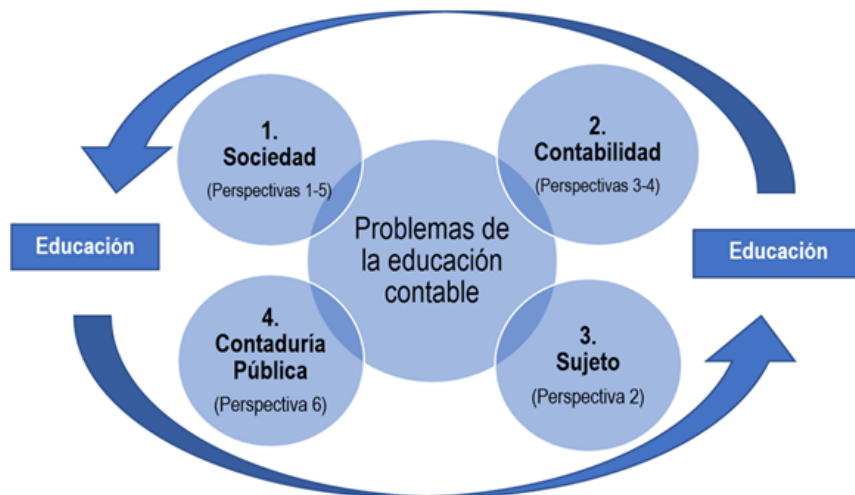 1.
Sociedad
(Perspectivas 1-5)
2.
Contabilidad
(Perspectivas 3-4)
Educación
Problemas de
la educación
contable
Educación
4.
Contaduría
Pública
(Perspectiva 6)
3.
Sujeto
(Perspectiva 2)